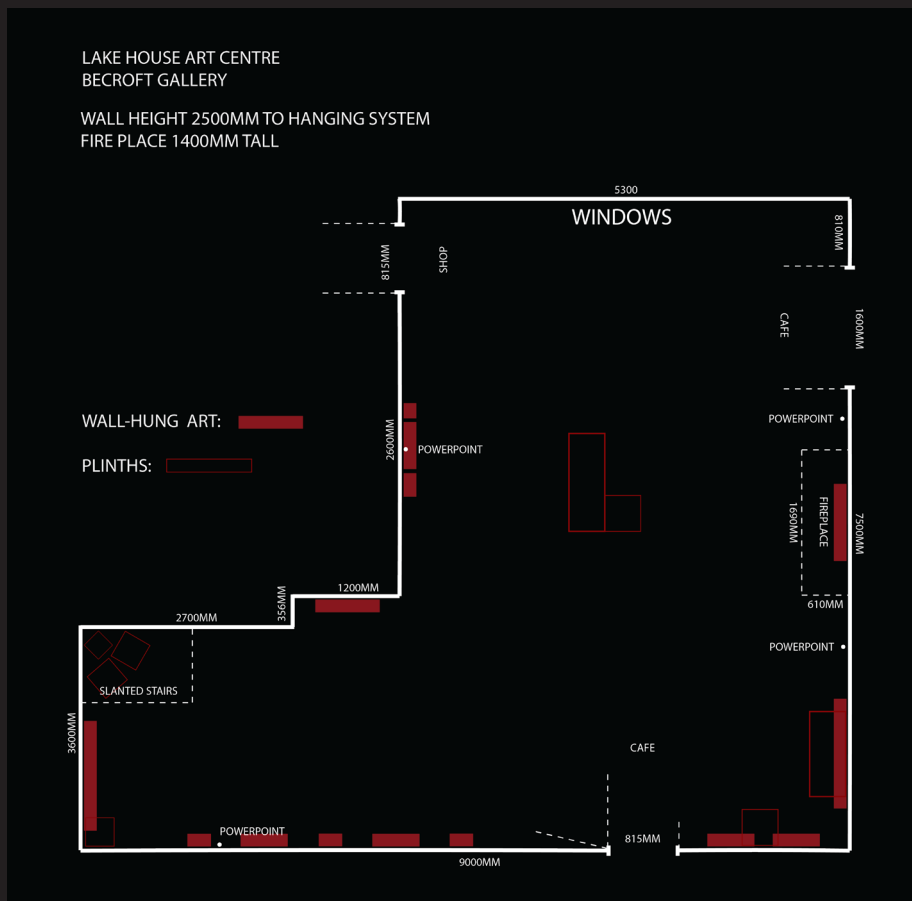 LAKE HOUSE ART CENTRE
BECROFT GALLERY
WALL HEIGHT 2500MM TO HANGING SYSTEM
FIRE PLACE 1400MM TALL
5300
WINDOWS
810MM
815MM
SHOP
CAFE
1600MM
WALL-HUNG ART:
PLINTHS:
2600MM
POWERPOINT
POWERPOINT
FIREPLACE
1690MM
7500MM
610MM
356MM
1200MM
2700MM
POWERPOINT
SLANTED STAIRS
3600MM
CAFE
POWERPOINT
815MM
9000MM